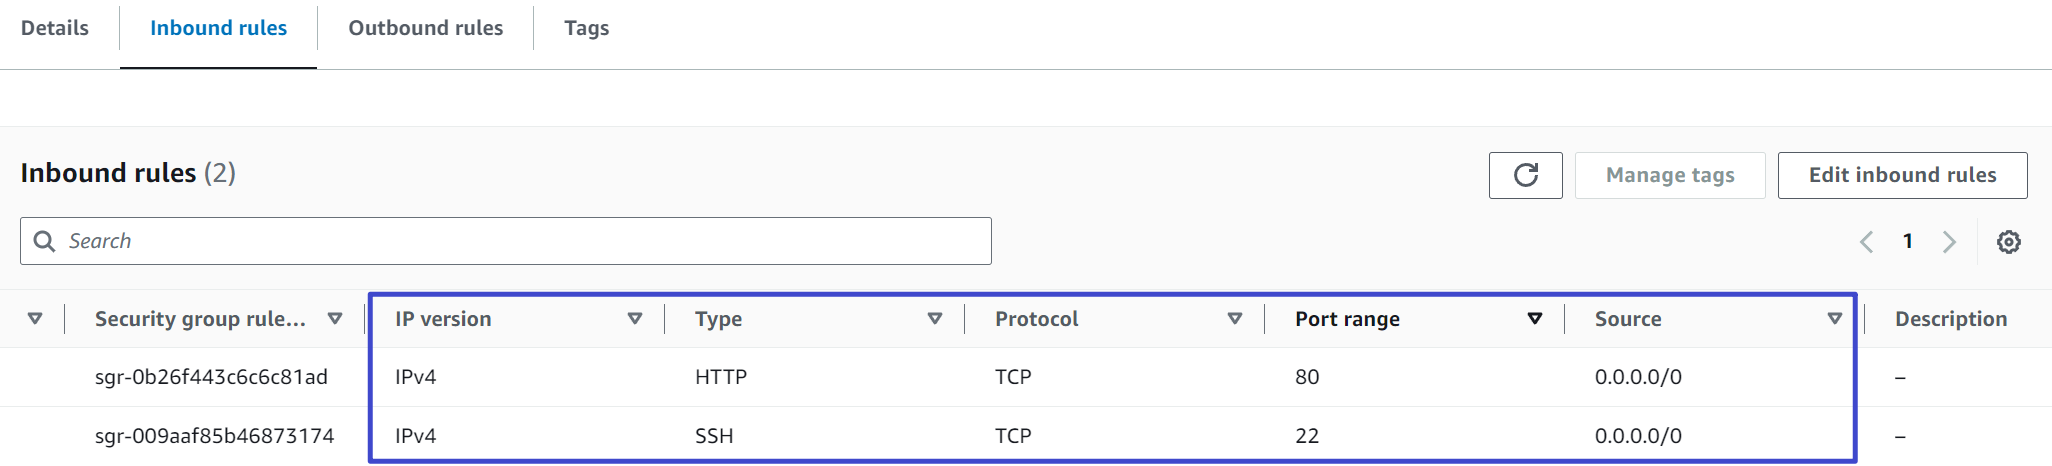 Details Inbound rules Outbound rules Tags
Inbound rules (2) Manage tags Edit inbound rules
Search 1
Security group rule... IP version Type Protocol Port range Source Description
sgr-0b26f443c6c6c81ad IPv4 HTTP TCP 80 0.0.0.0/0 –
sgr-009aaf85b46873174 IPv4 SSH TCP 22 0.0.0.0/0 –